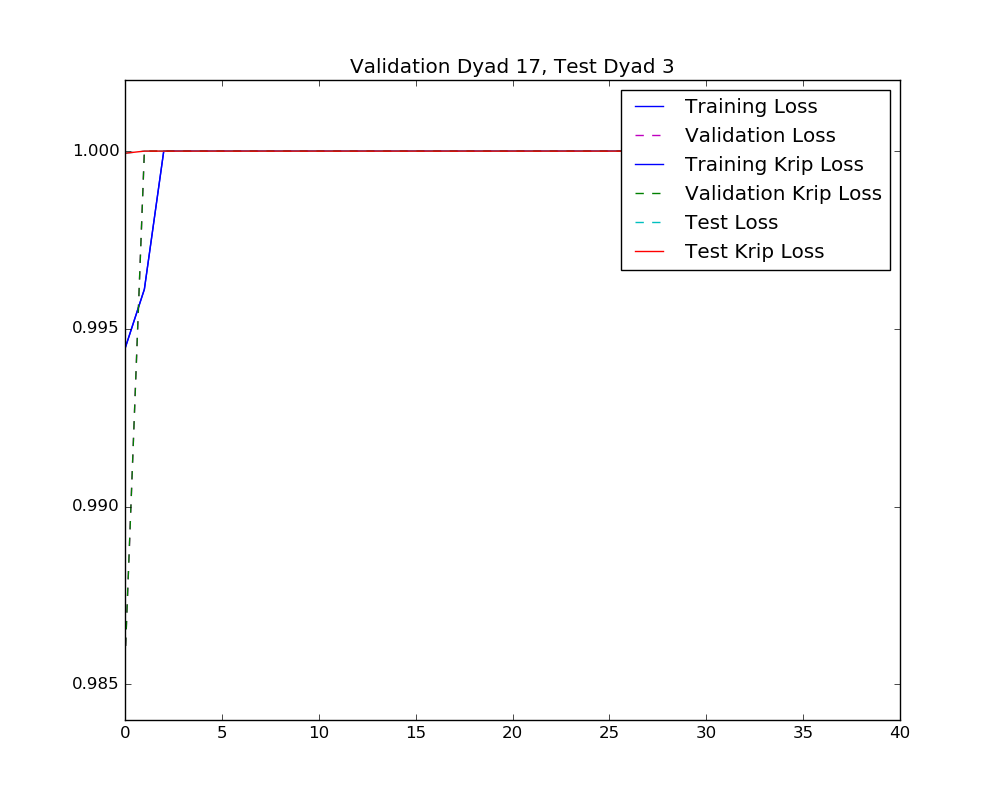 Validation Dyad 17, Test Dyad 3
1.000
0.995
0.990
0.985
0 5 10 15 20 25 30 35 40
Training Loss
Validation Loss
Training Krip Loss
Validation Krip Loss
Test Loss
Test Krip Loss